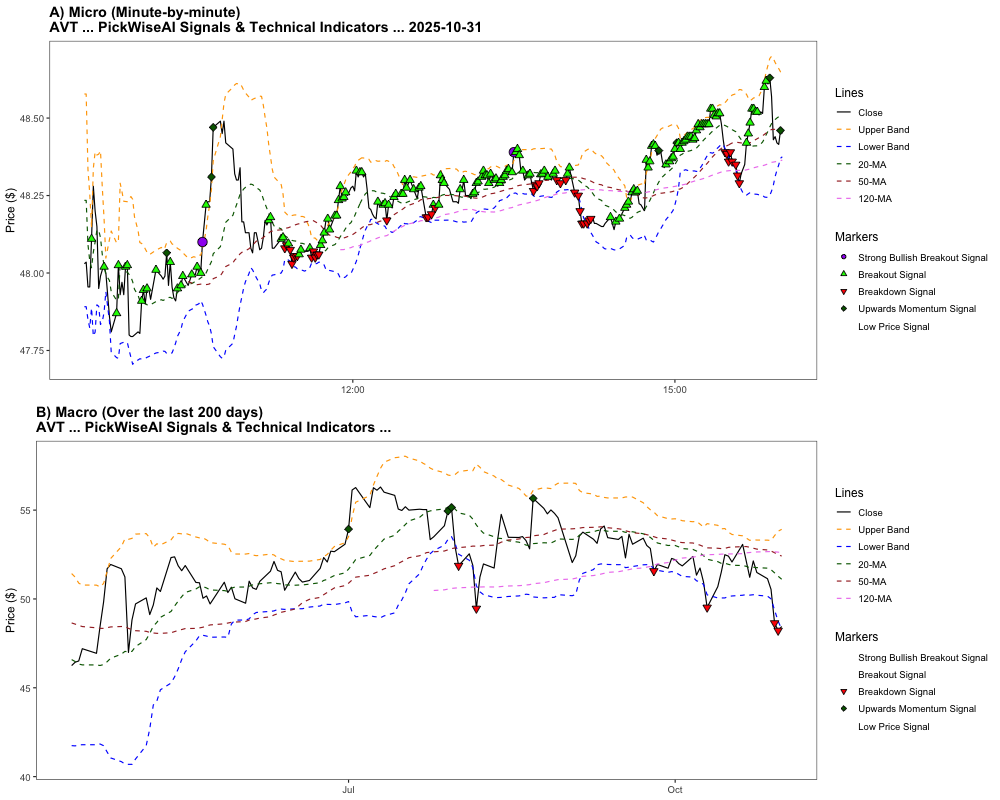 A) Micro (Minute-by-minute)
AVT ... PickWiseAI Signals & Technical Indicators ... 2025-10-31
Price ($)
48.50
48.25
48.00
47.75
12:00
15:00
Lines
Close
Upper Band
Lower Band
20-MA
50-MA
120-MA
Markers
Strong Bullish Breakout Signal
Breakout Signal
Breakdown Signal
Upwards Momentum Signal
Low Price Signal
B) Macro (Over the last 200 days)
AVT ... PickWiseAI Signals & Technical Indicators ...
Price ($)
55
50
45
40
Jul
Oct
Lines
Close
Upper Band
Lower Band
20-MA
50-MA
120-MA
Markers
Strong Bullish Breakout Signal
Breakout Signal
Breakdown Signal
Upwards Momentum Signal
Low Price Signal